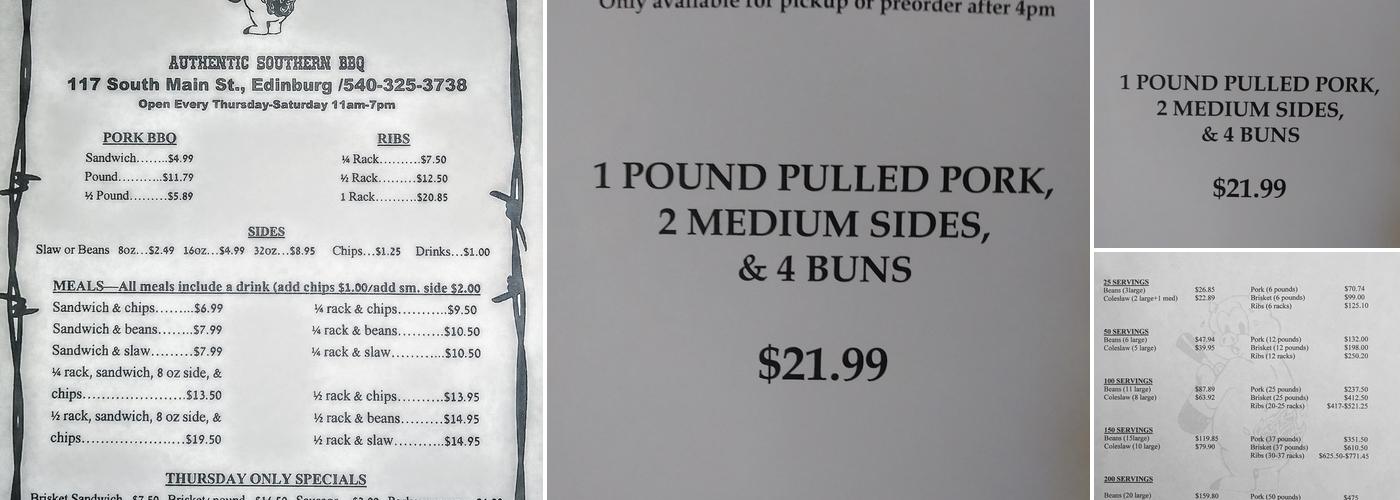 AUTHENTIC SOUTHERN BBQ
117 South Main St., Edinburg /540-325-3738
Open Every Thursday-Saturday 11am-7pm
PORK BBQ
Sandwich........$4.99
Pound...........$11.79
½ Pound.........$5.89
RIBS
¼ Rack..........$7.50
½ Rack.........$12.50
1 Rack..........$20.85
SIDES
Slaw or Beans 8oz...$2.49 16oz...$4.99 32oz...$8.95 Chips...$1.25 Drinks...$1.00
MEALS—All meals include a drink (add chips $1.00/add sm. side $2.00
Sandwich & chips.........$6.99
Sandwich & beans........$7.99
Sandwich & slaw.........$7.99
¼ rack, sandwich, 8 oz side, &
chips.......................$13.50
½ rack, sandwich, 8 oz side, &
chips........................$19.50
¼ rack & chips............$9.50
¼ rack & beans...........$10.50
¼ rack & slaw............$10.50
½ rack & chips...........$13.95
½ rack & beans...........$14.95
½ rack & slaw............$14.95
THURSDAY ONLY SPECIALS
Brisket Sandwich
Only available for pickup or preorder after 4pm
1 POUND PULLED PORK,
2 MEDIUM SIDES,
& 4 BUNS
$21.99
1 POUND PULLED PORK,
2 MEDIUM SIDES,
& 4 BUNS
$21.99
25 SERVINGS
Beans (3large) $26.85 Pork (6 pounds) $70.74
Coleslaw (2 large+1 med) $22.89 Brisket (6 pounds) $99.00
Ribs (6 racks) $125.10
50 SERVINGS
Beans (6 large) $47.94 Pork (12 pounds) $132.00
Coleslaw (5 large) $39.95 Brisket (12 pounds) $198.00
Ribs (12 racks) $250.20
100 SERVINGS
Beans (11 large) $87.89 Pork (25 pounds) $237.50
Coleslaw (8 large) $63.92 Brisket (25 pounds) $412.50
Ribs (20-25 racks) $417-$521.25
150 SERVINGS
Beans (15large) $119.85 Pork (37 pounds) $351.50
Coleslaw (10 large) $79.90 Brisket (37 pounds) $610.50
Ribs (30-37 racks) $625.50-$771.45
200 SERVINGS
Beans (20 large) $159.80 Pork (50 pounds) $475